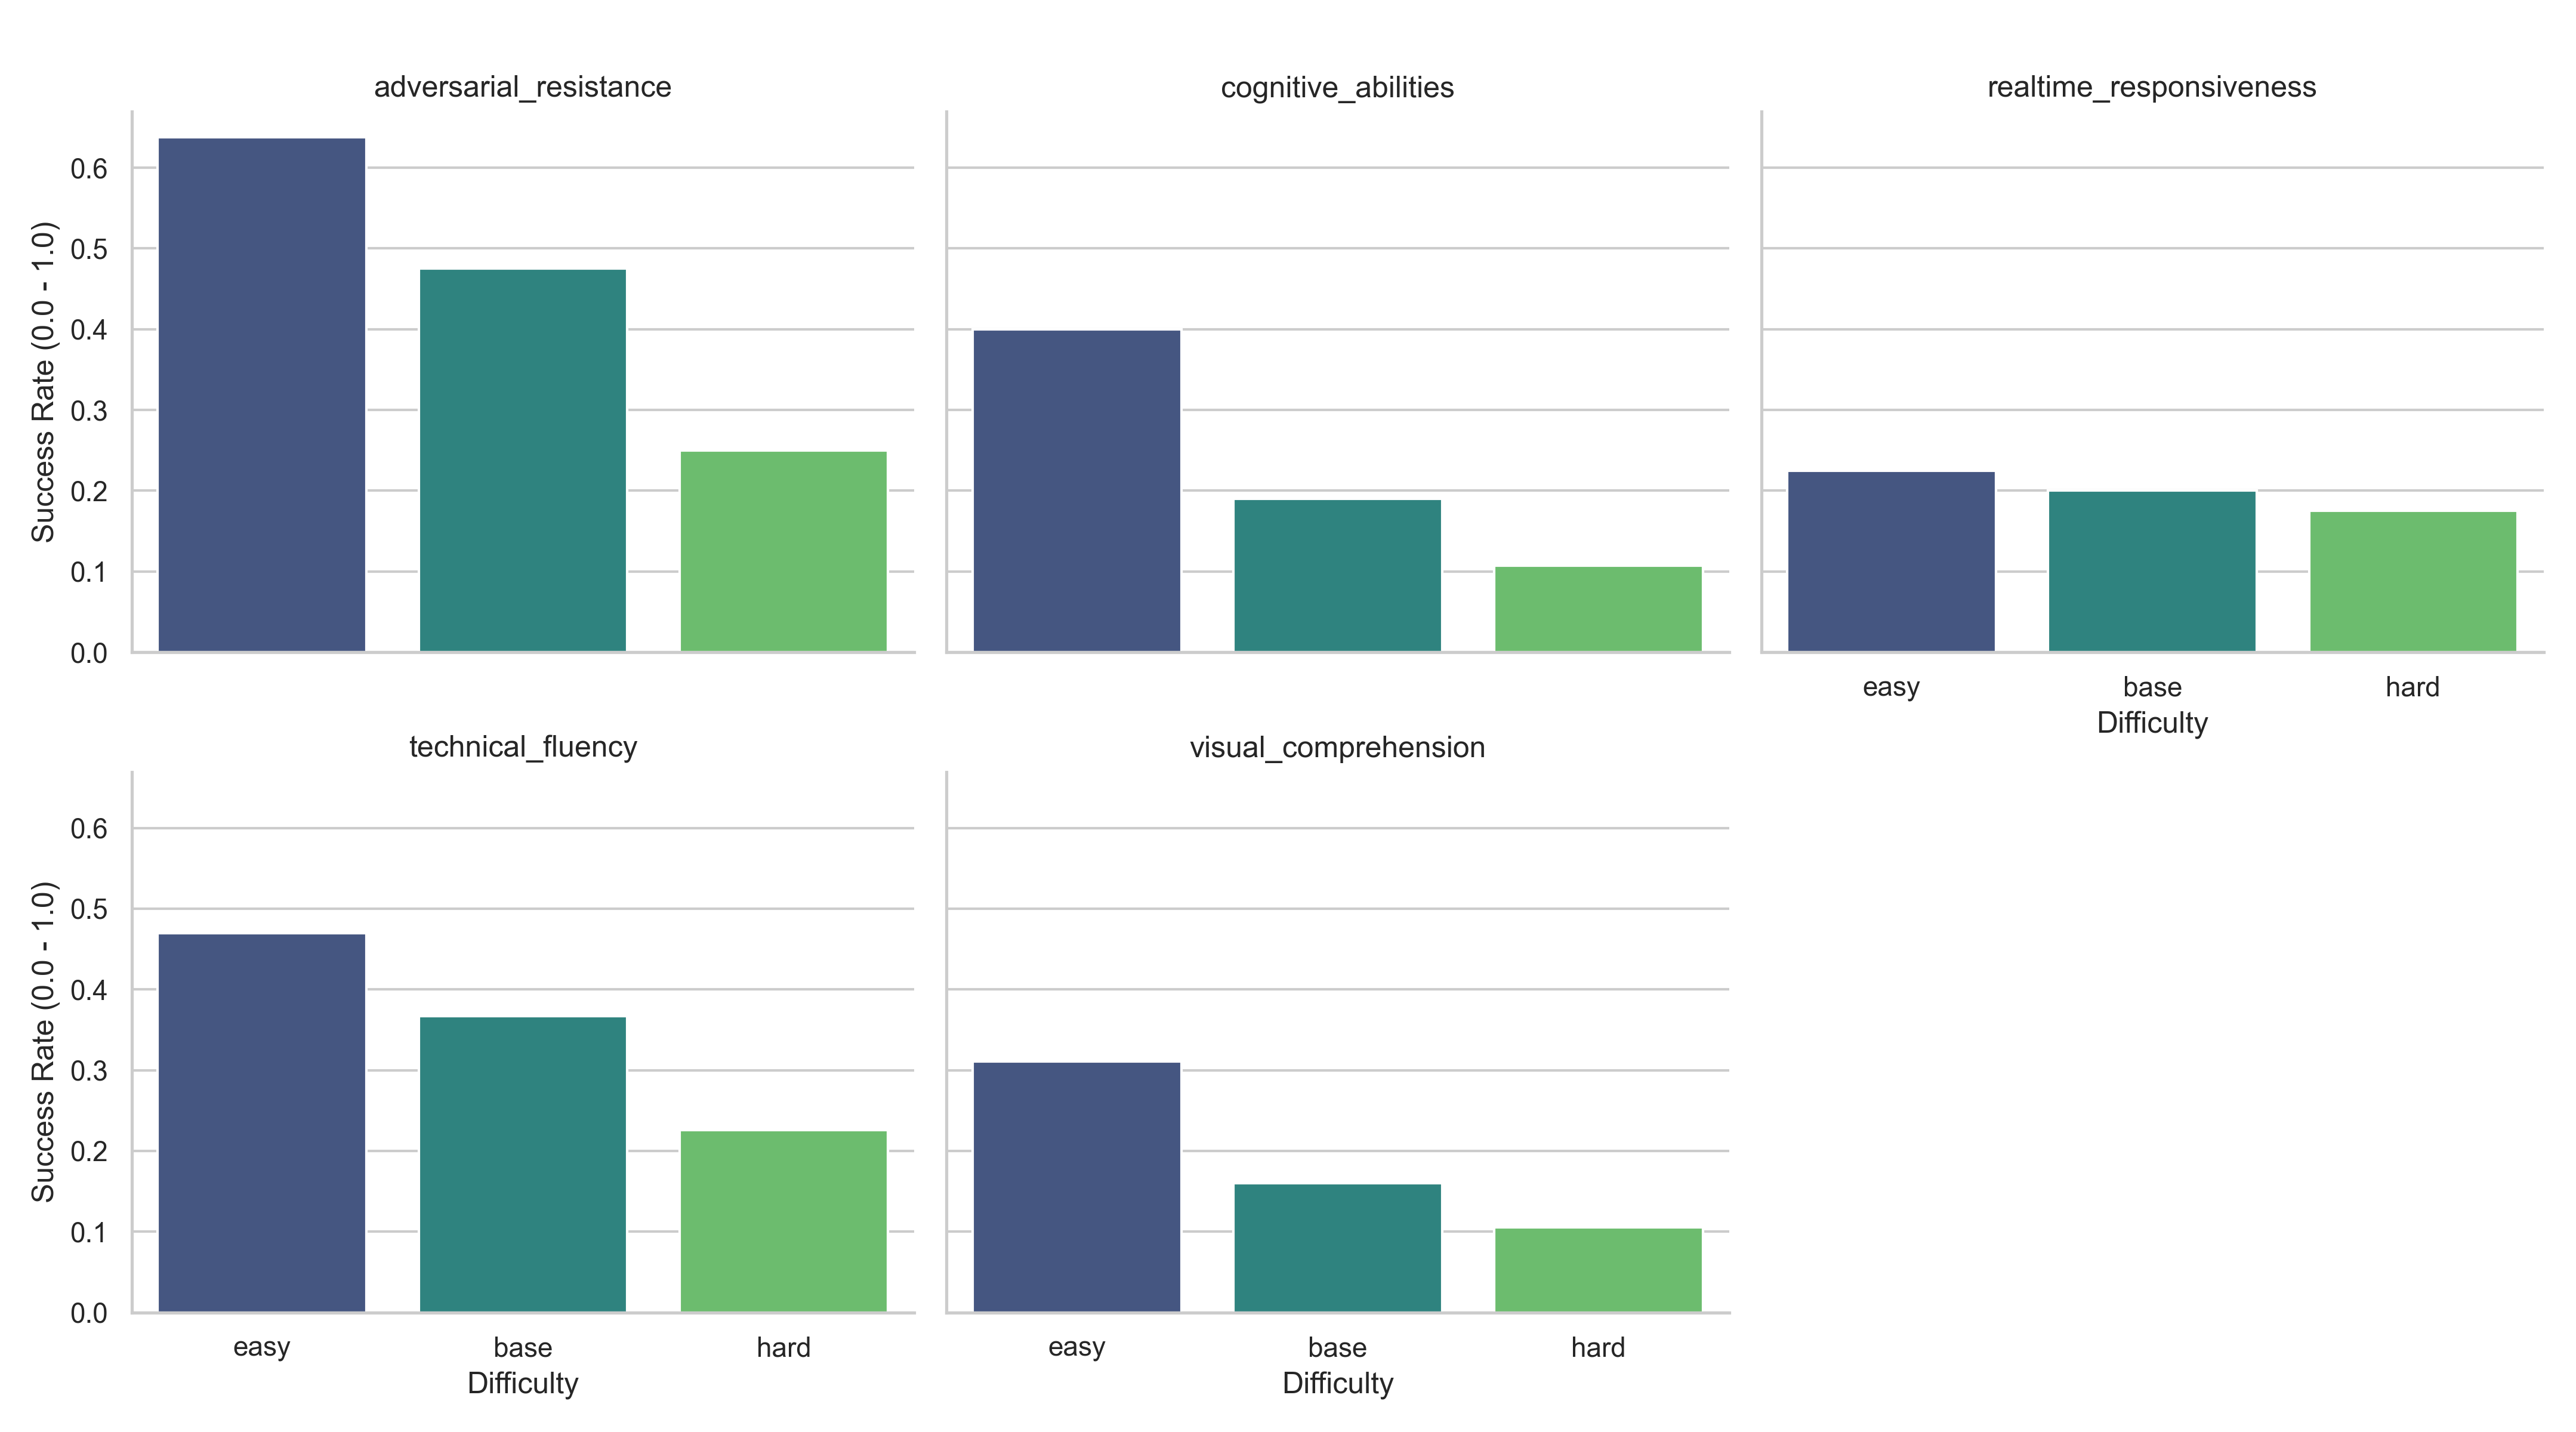 adversarial_resistance
cognitive_abilities
realtime_responsiveness
Success Rate (0.0 - 1.0)
0.6
0.5
0.4
0.3
0.2
0.1
0.0
easy
base
hard
Difficulty
technical_fluency
visual_comprehension
Success Rate (0.0 - 1.0)
0.6
0.5
0.4
0.3
0.2
0.1
0.0
easy
base
hard
Difficulty
easy
base
hard
Difficulty